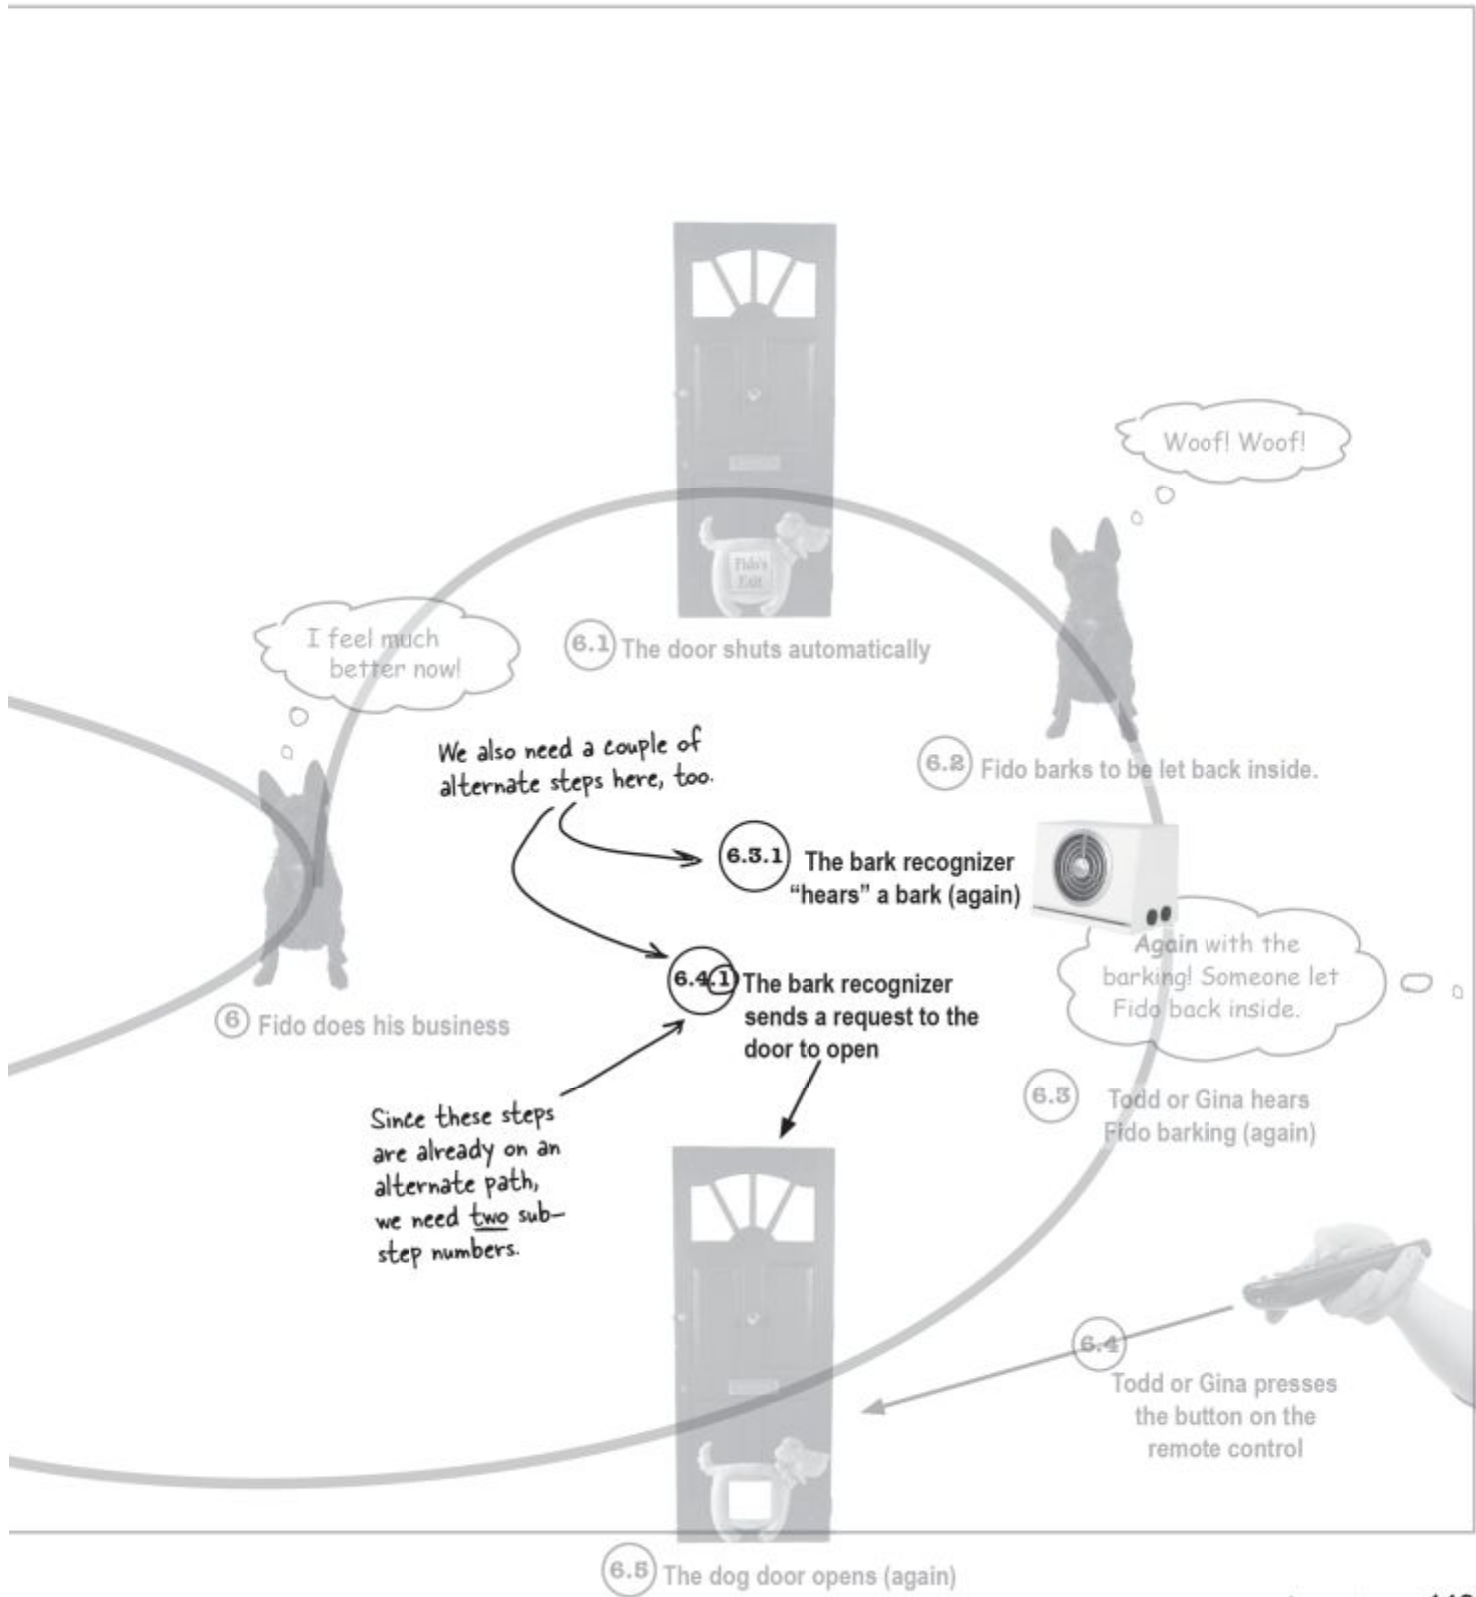 Woof! Woof!
Fido's
Exit
I feel much
better now!
6.1 The door shuts automatically
We also need a couple of
alternate steps here, too.
6.2 Fido barks to be let back inside.
6.3.1 The bark recognizer
“hears” a bark (again)
Again with the
barking! Someone let
Fido back inside.
6.4.1 The bark recognizer
sends a request to the
door to open
6 Fido does his business
6.3 Todd or Gina hears
Fido barking (again)
Since these steps
are already on an
alternate path,
we need two sub-
step numbers.
6.4
Todd or Gina presses
the button on the
remote control
6.5 The dog door opens (again)